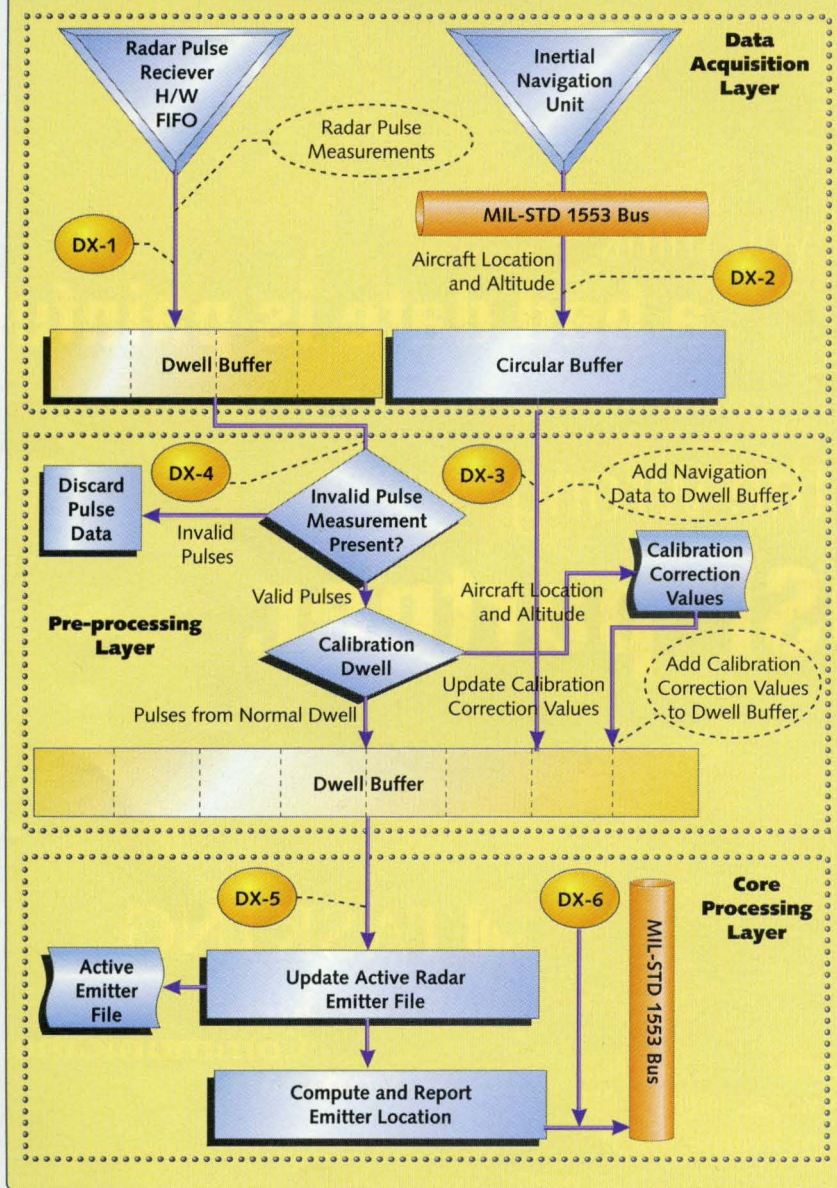 Radar Pulse
Reciever
H/W
FIFO
Inertial
Navigation
Unit
Data
Acquisition
Layer
Radar Pulse
Measurements
MIL-STD 1553 Bus
DX-1
Aircraft Location
and Altitude
DX-2
Dwell Buffer
Circular Buffer
DX-4
DX-3
Add Navigation
Data to Dwell Buffer
Discard
Pulse
Data
Invalid Pulse
Measurement
Present?
Invalid
Pulses
Calibration
Correction
Values
Valid Pulses
Aircraft Location
and Altitude
Pre-processing
Layer
Calibration
Dwell
Update Calibration
Correction Values
Add Calibration
Correction Values
to Dwell Buffer
Pulses from Normal Dwell
Dwell Buffer
DX-5
DX-6
Core
Processing
Layer
MIL-STD 1553 Bus
Active
Emitter
File
Update Active Radar
Emitter File
Compute and Report
Emitter Location